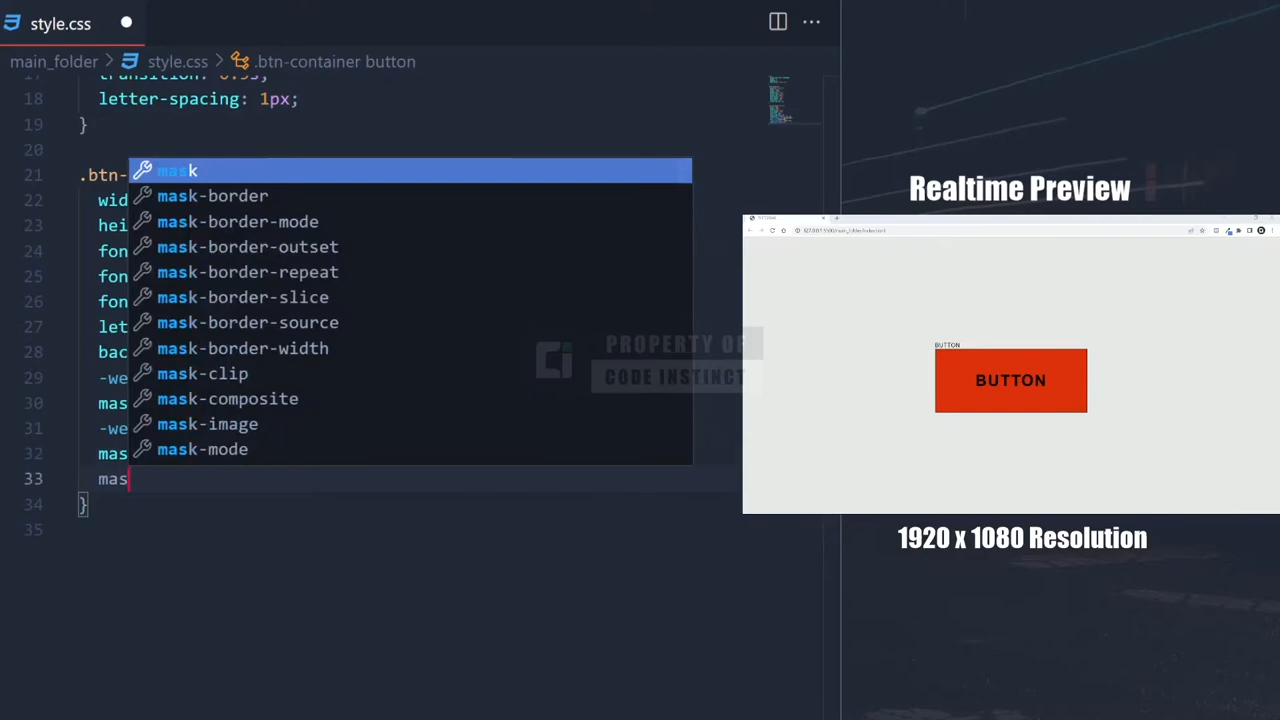 style.css
main_folder > style.css > .btn-container button
18 letter-spacing: 1px;
19 }
20
21 .btn-
22 wid
23 hei
24 fon
25 fon
26 fon
27 let
28 bac
29 -we
30 mas
31 -we
32 mas
33 mas
34 }
35
mask
mask-border
mask-border-mode
mask-border-outset
mask-border-repeat
mask-border-slice
mask-border-source
mask-border-width
mask-clip
mask-composite
mask-image
mask-mode
PROPERTY OF
CODE INSTINCT
Realtime Preview
BUTTON
BUTTON
1920 x 1080 Resolution